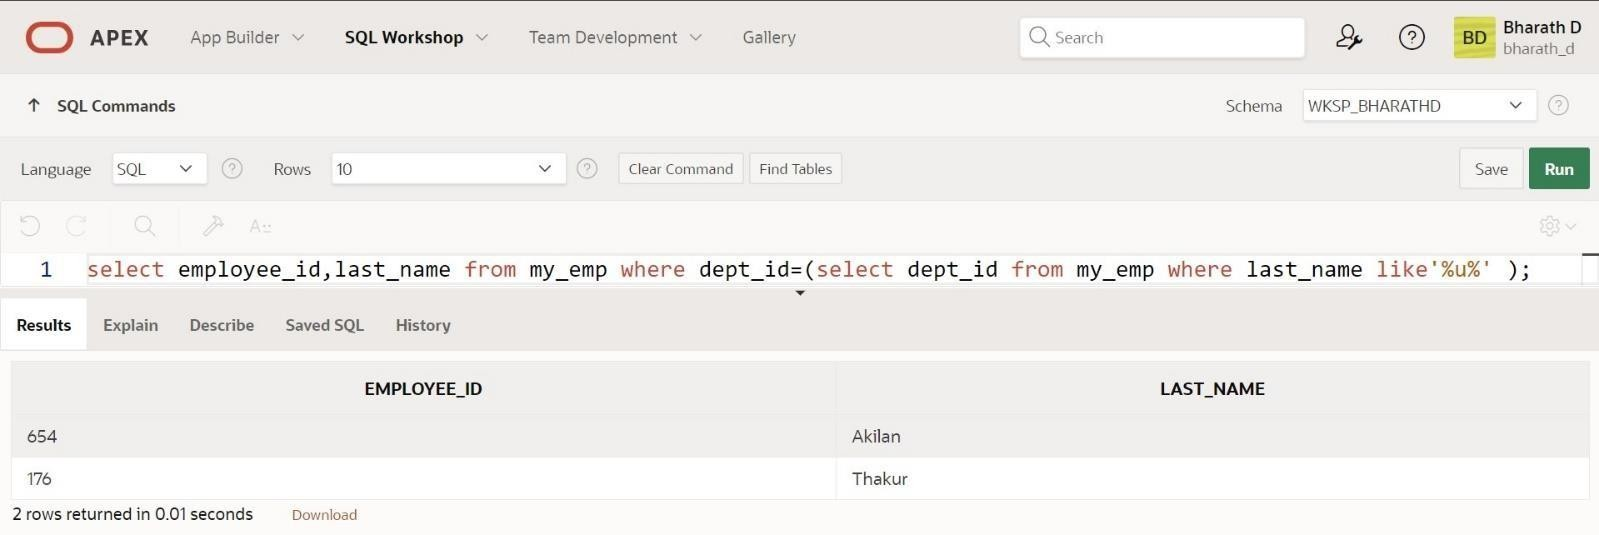 APEX App Builder SQL Workshop Team Development Gallery Search ? BD Bharath D
bharath_d
↑ SQL Commands Schema WKSP_BHARATHD ?
Language SQL ? Rows 10 ? Clear Command Find Tables Save Run
A::
1 select employee_id,last_name from my_emp where dept_id=(select dept_id from my_emp where last_name like'%u%' );
Results Explain Describe Saved SQL History
EMPLOYEE_ID LAST_NAME
654 Akilan
176 Thakur
2 rows returned in 0.01 seconds Download